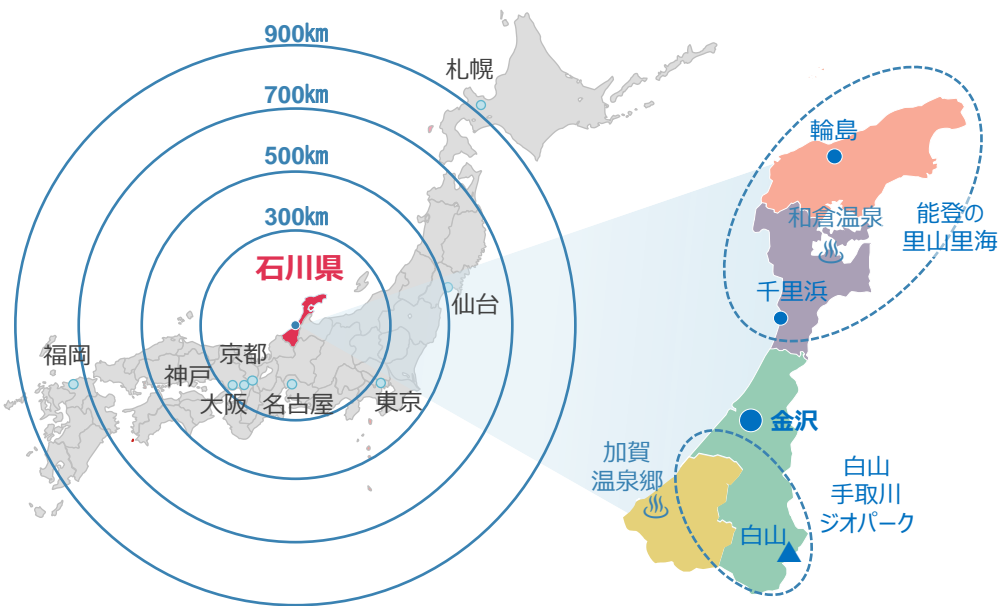 900km
700km
500km
300km
札幌
石川県
仙台
福岡
京都
神戸
大阪
名古屋
東京
輪島
和倉温泉
能登の
里山里海
千里浜
金沢
加賀
温泉郷
白山
手取川
ジオパーク
白山